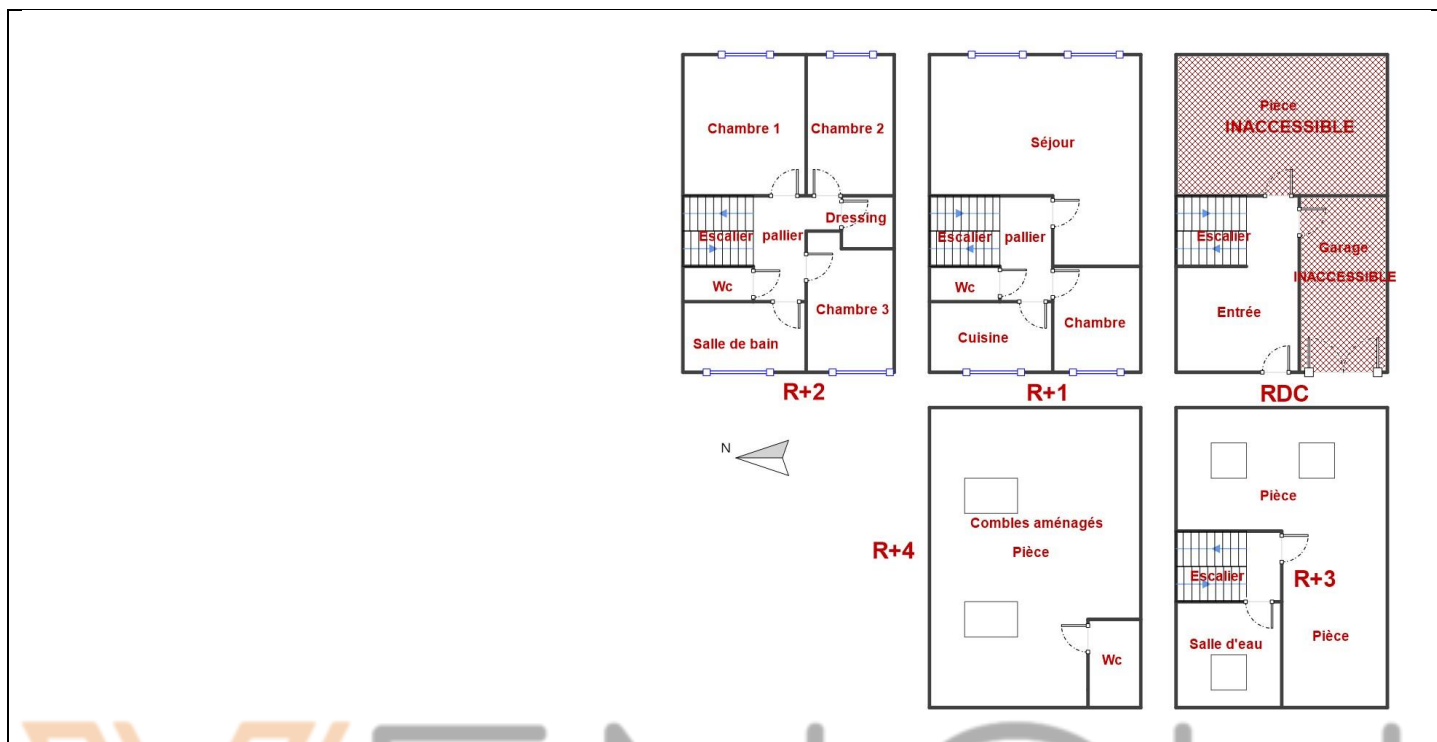 Chambre 1
Chambre 2
Dressing
Escalier
pallier
Wc
Chambre 3
Salle de bain
R+2
Séjour
Escalier
pallier
Wc
Chambre
Cuisine
R+1
Pièce
INACCESSIBLE
Escalier
Garage
INACCESSIBLE
Entrée
RDC
N
Combles aménagés
Pièce
R+4
Wc
Pièce
Escalier
R+3
Salle d'eau
Pièce